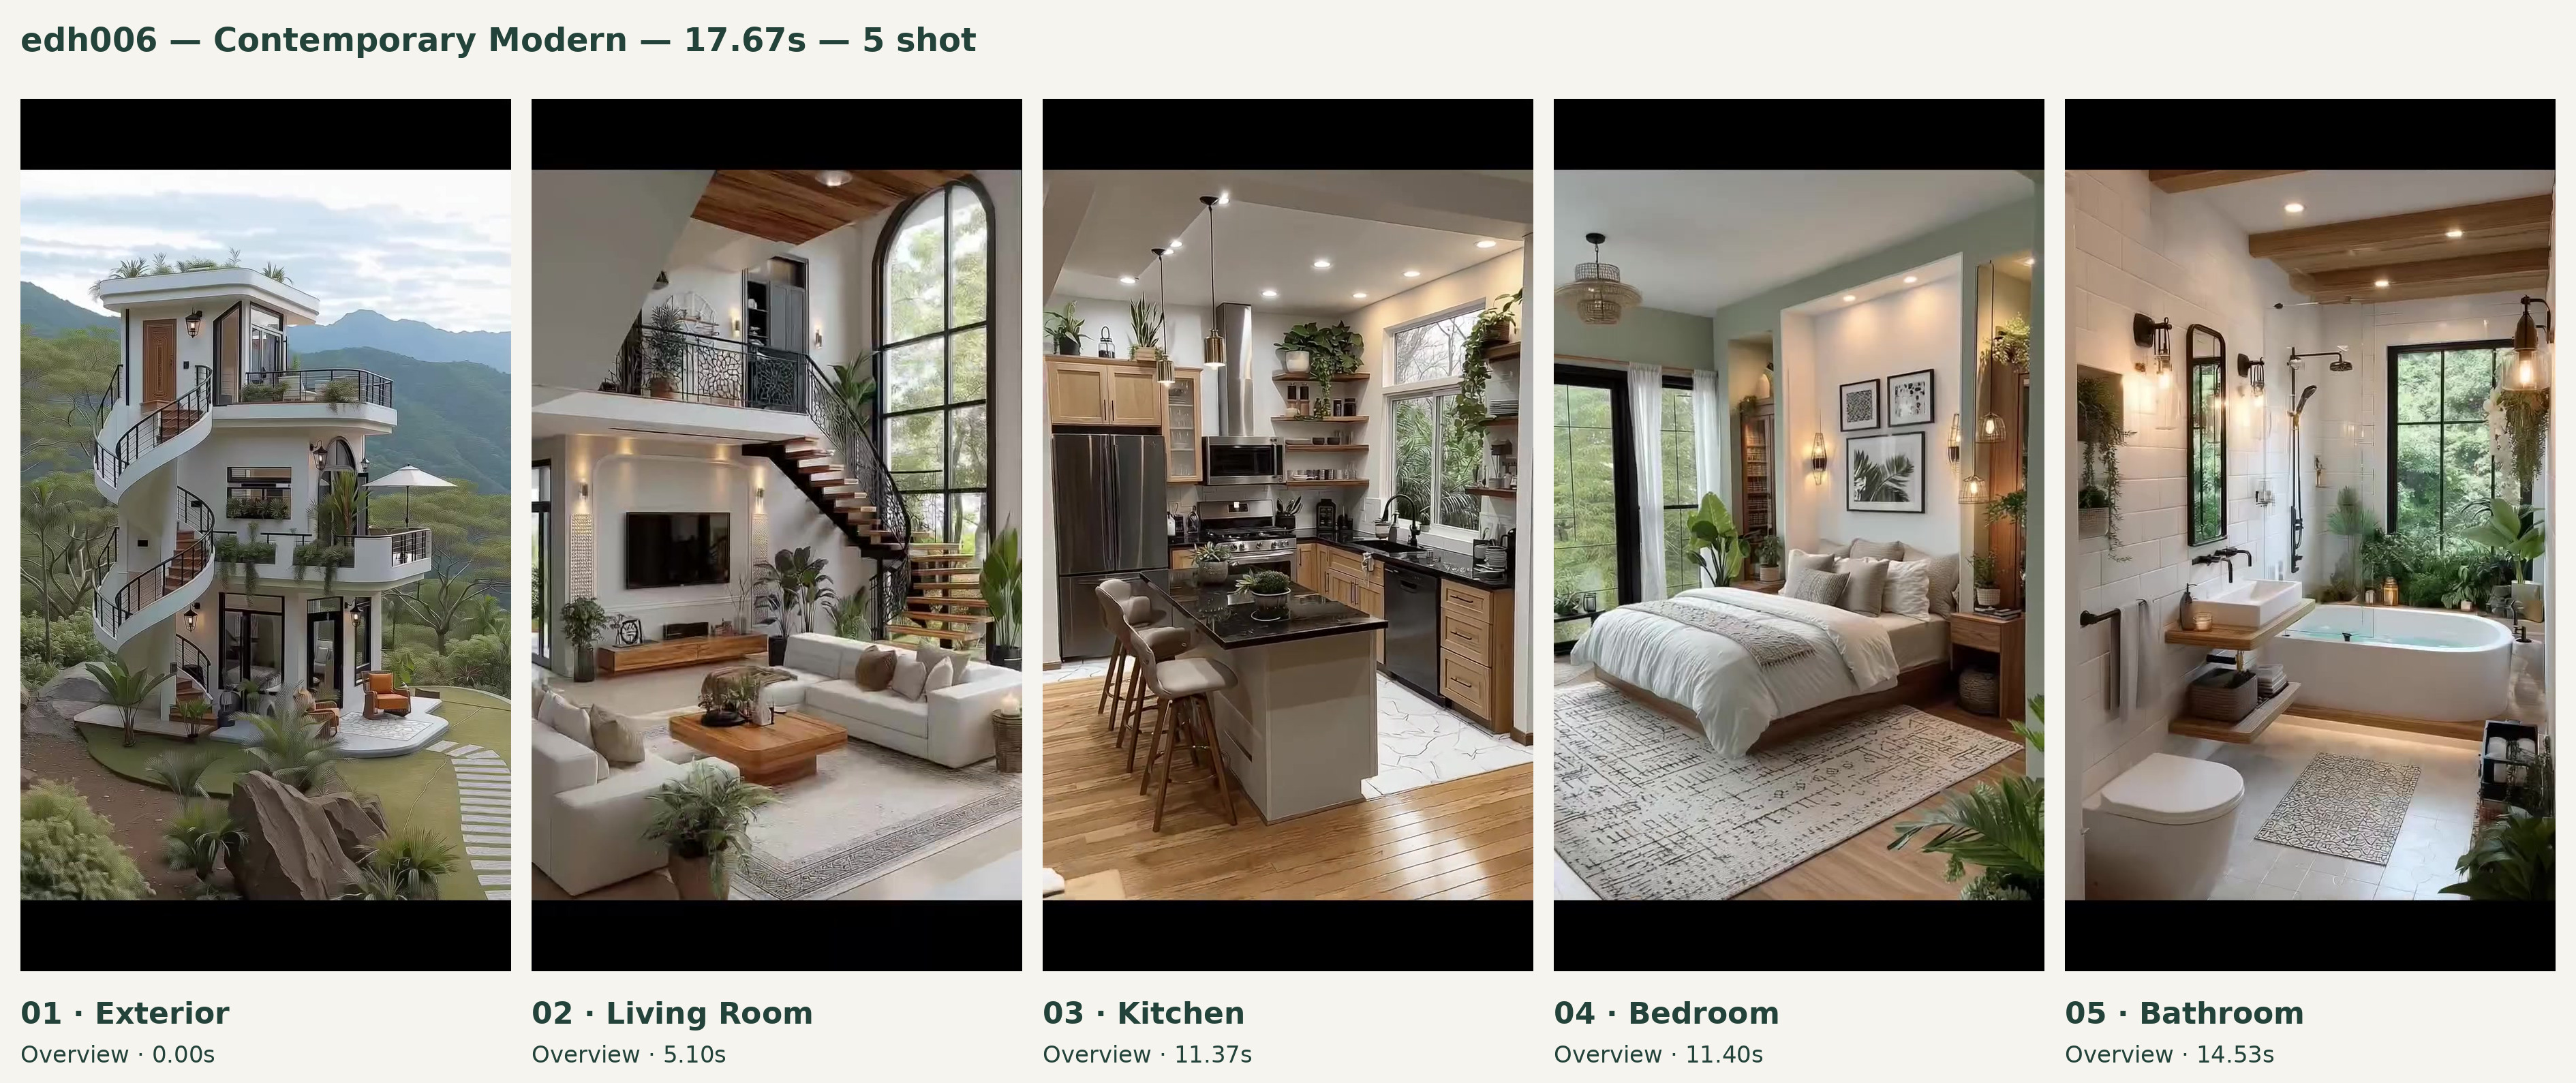 edh006 — Contemporary Modern — 17.67s — 5 shot
01 · Exterior
Overview · 0.00s
02 · Living Room
Overview · 5.10s
03 · Kitchen
Overview · 11.37s
04 · Bedroom
Overview · 11.40s
05 · Bathroom
Overview · 14.53s